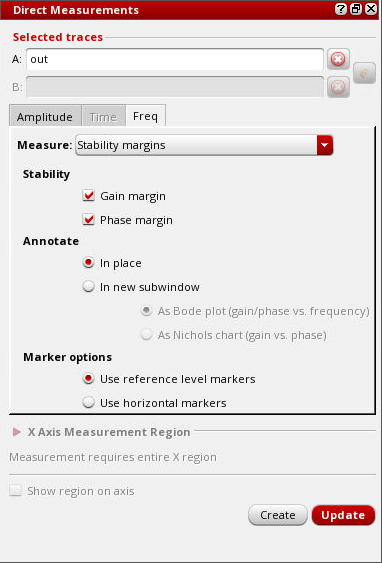 Direct Measurements
Selected traces
A: out
B:
Amplitude Time Freq
Measure: Stability margins
Stability
Gain margin
Phase margin
Annotate
In place
In new subwindow
As Bode plot (gain/phase vs. frequency)
As Nichols chart (gain vs. phase)
Marker options
Use reference level markers
Use horizontal markers
X Axis Measurement Region
Measurement requires entire X region
Show region on axis
Create Update